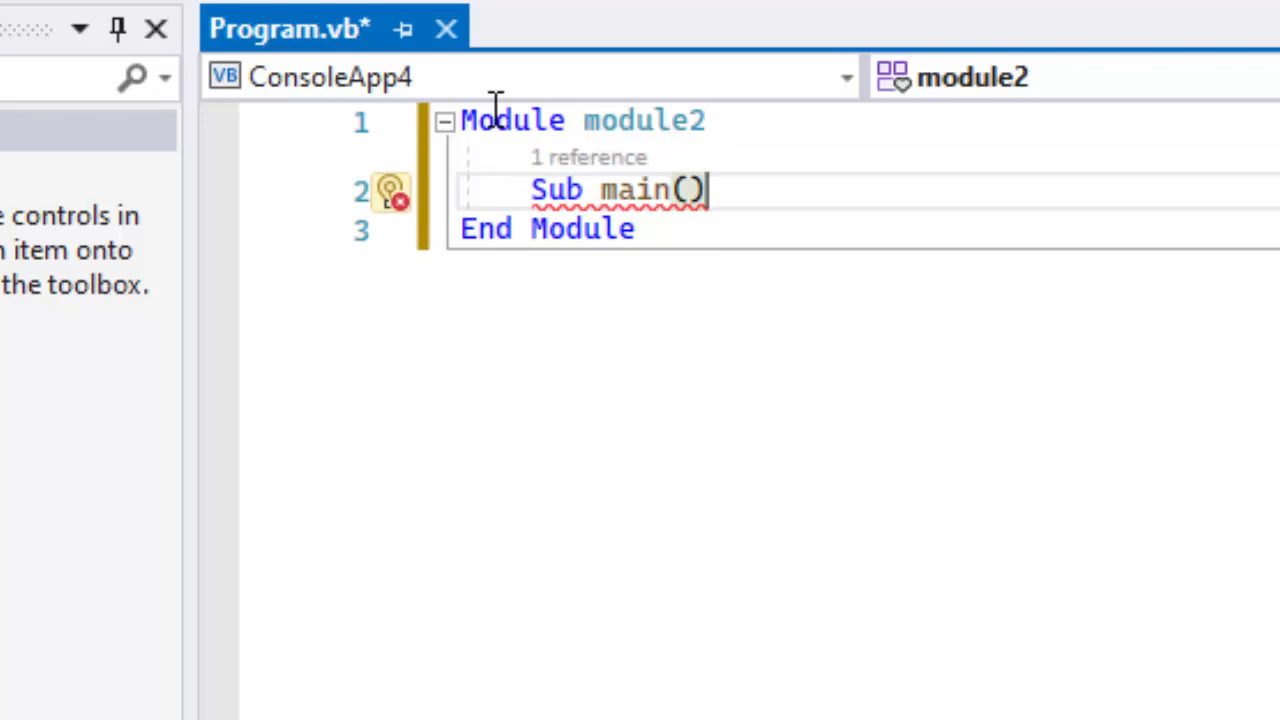 Program.vb*
VB ConsoleApp4
module2
1 Module module2
1 reference
2 Sub main()
3 End Module
controls in
item onto
the toolbox.